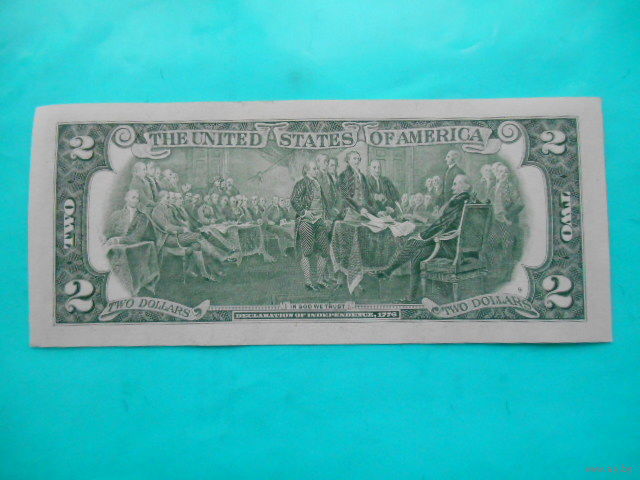 THE UNITED STATES OF AMERICA
2 2
TWO TWO
2 2
TWO DOLLARS IN GOD WE TRUST TWO DOLLARS
DECLARATION OF INDEPENDENCE, 1776